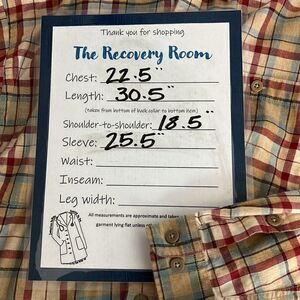 Thank you for shopping
The Recovery Room
Chest: 22.5"
Length: 30.5"
(taken from bottom of back collar to bottom item)
Shoulder-to-shoulder: 18.5"
Sleeve: 25.5"
Waist:
Inseam:
Leg width:
All measurements are approximate and taken
garment lying flat unless